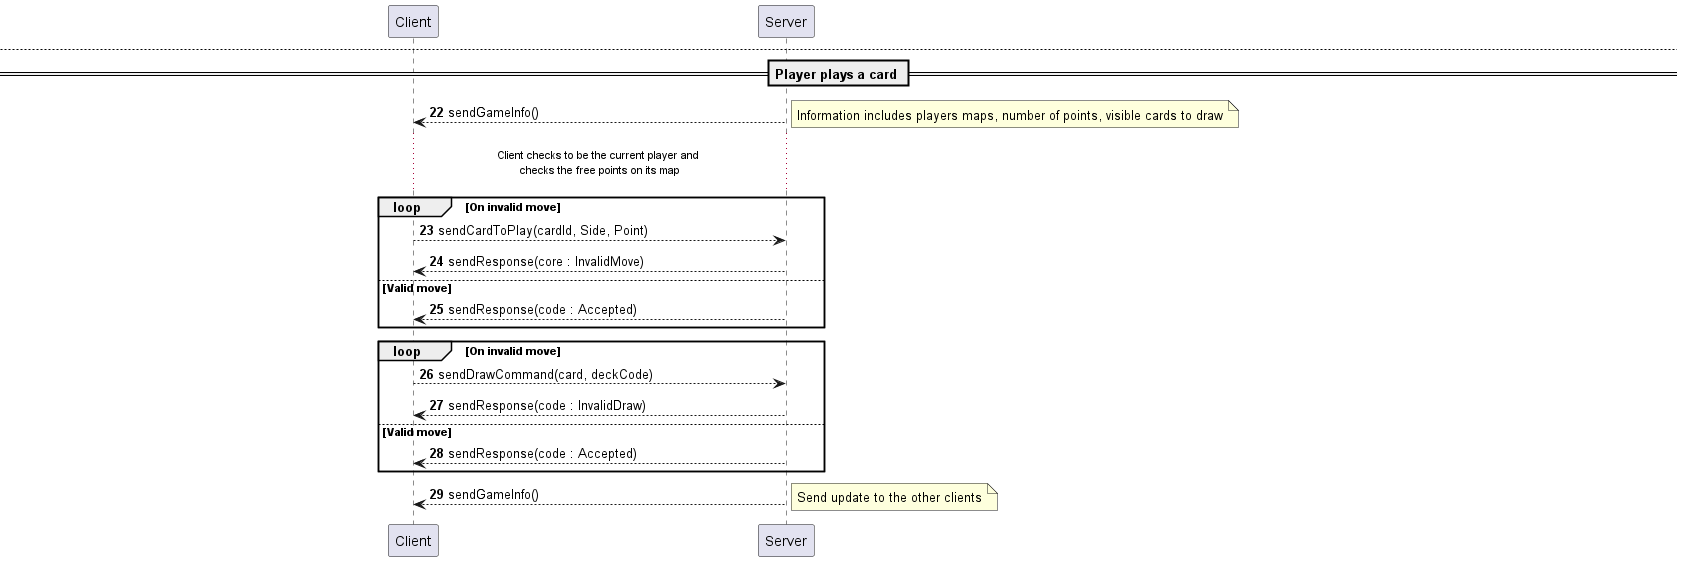 Client
Server
Player plays a card
22 sendGameInfo()
Information includes players maps, number of points, visible cards to draw
Client checks to be the current player and
checks the free points on its map
loop
[On invalid move]
23 sendCardToPlay(cardId, Side, Point)
24 sendResponse(core : InvalidMove)
[Valid move]
25 sendResponse(code : Accepted)
loop
[On invalid move]
26 sendDrawCommand(card, deckCode)
27 sendResponse(code : InvalidDraw)
[Valid move]
28 sendResponse(code : Accepted)
29 sendGameInfo()
Send update to the other clients
Client
Server